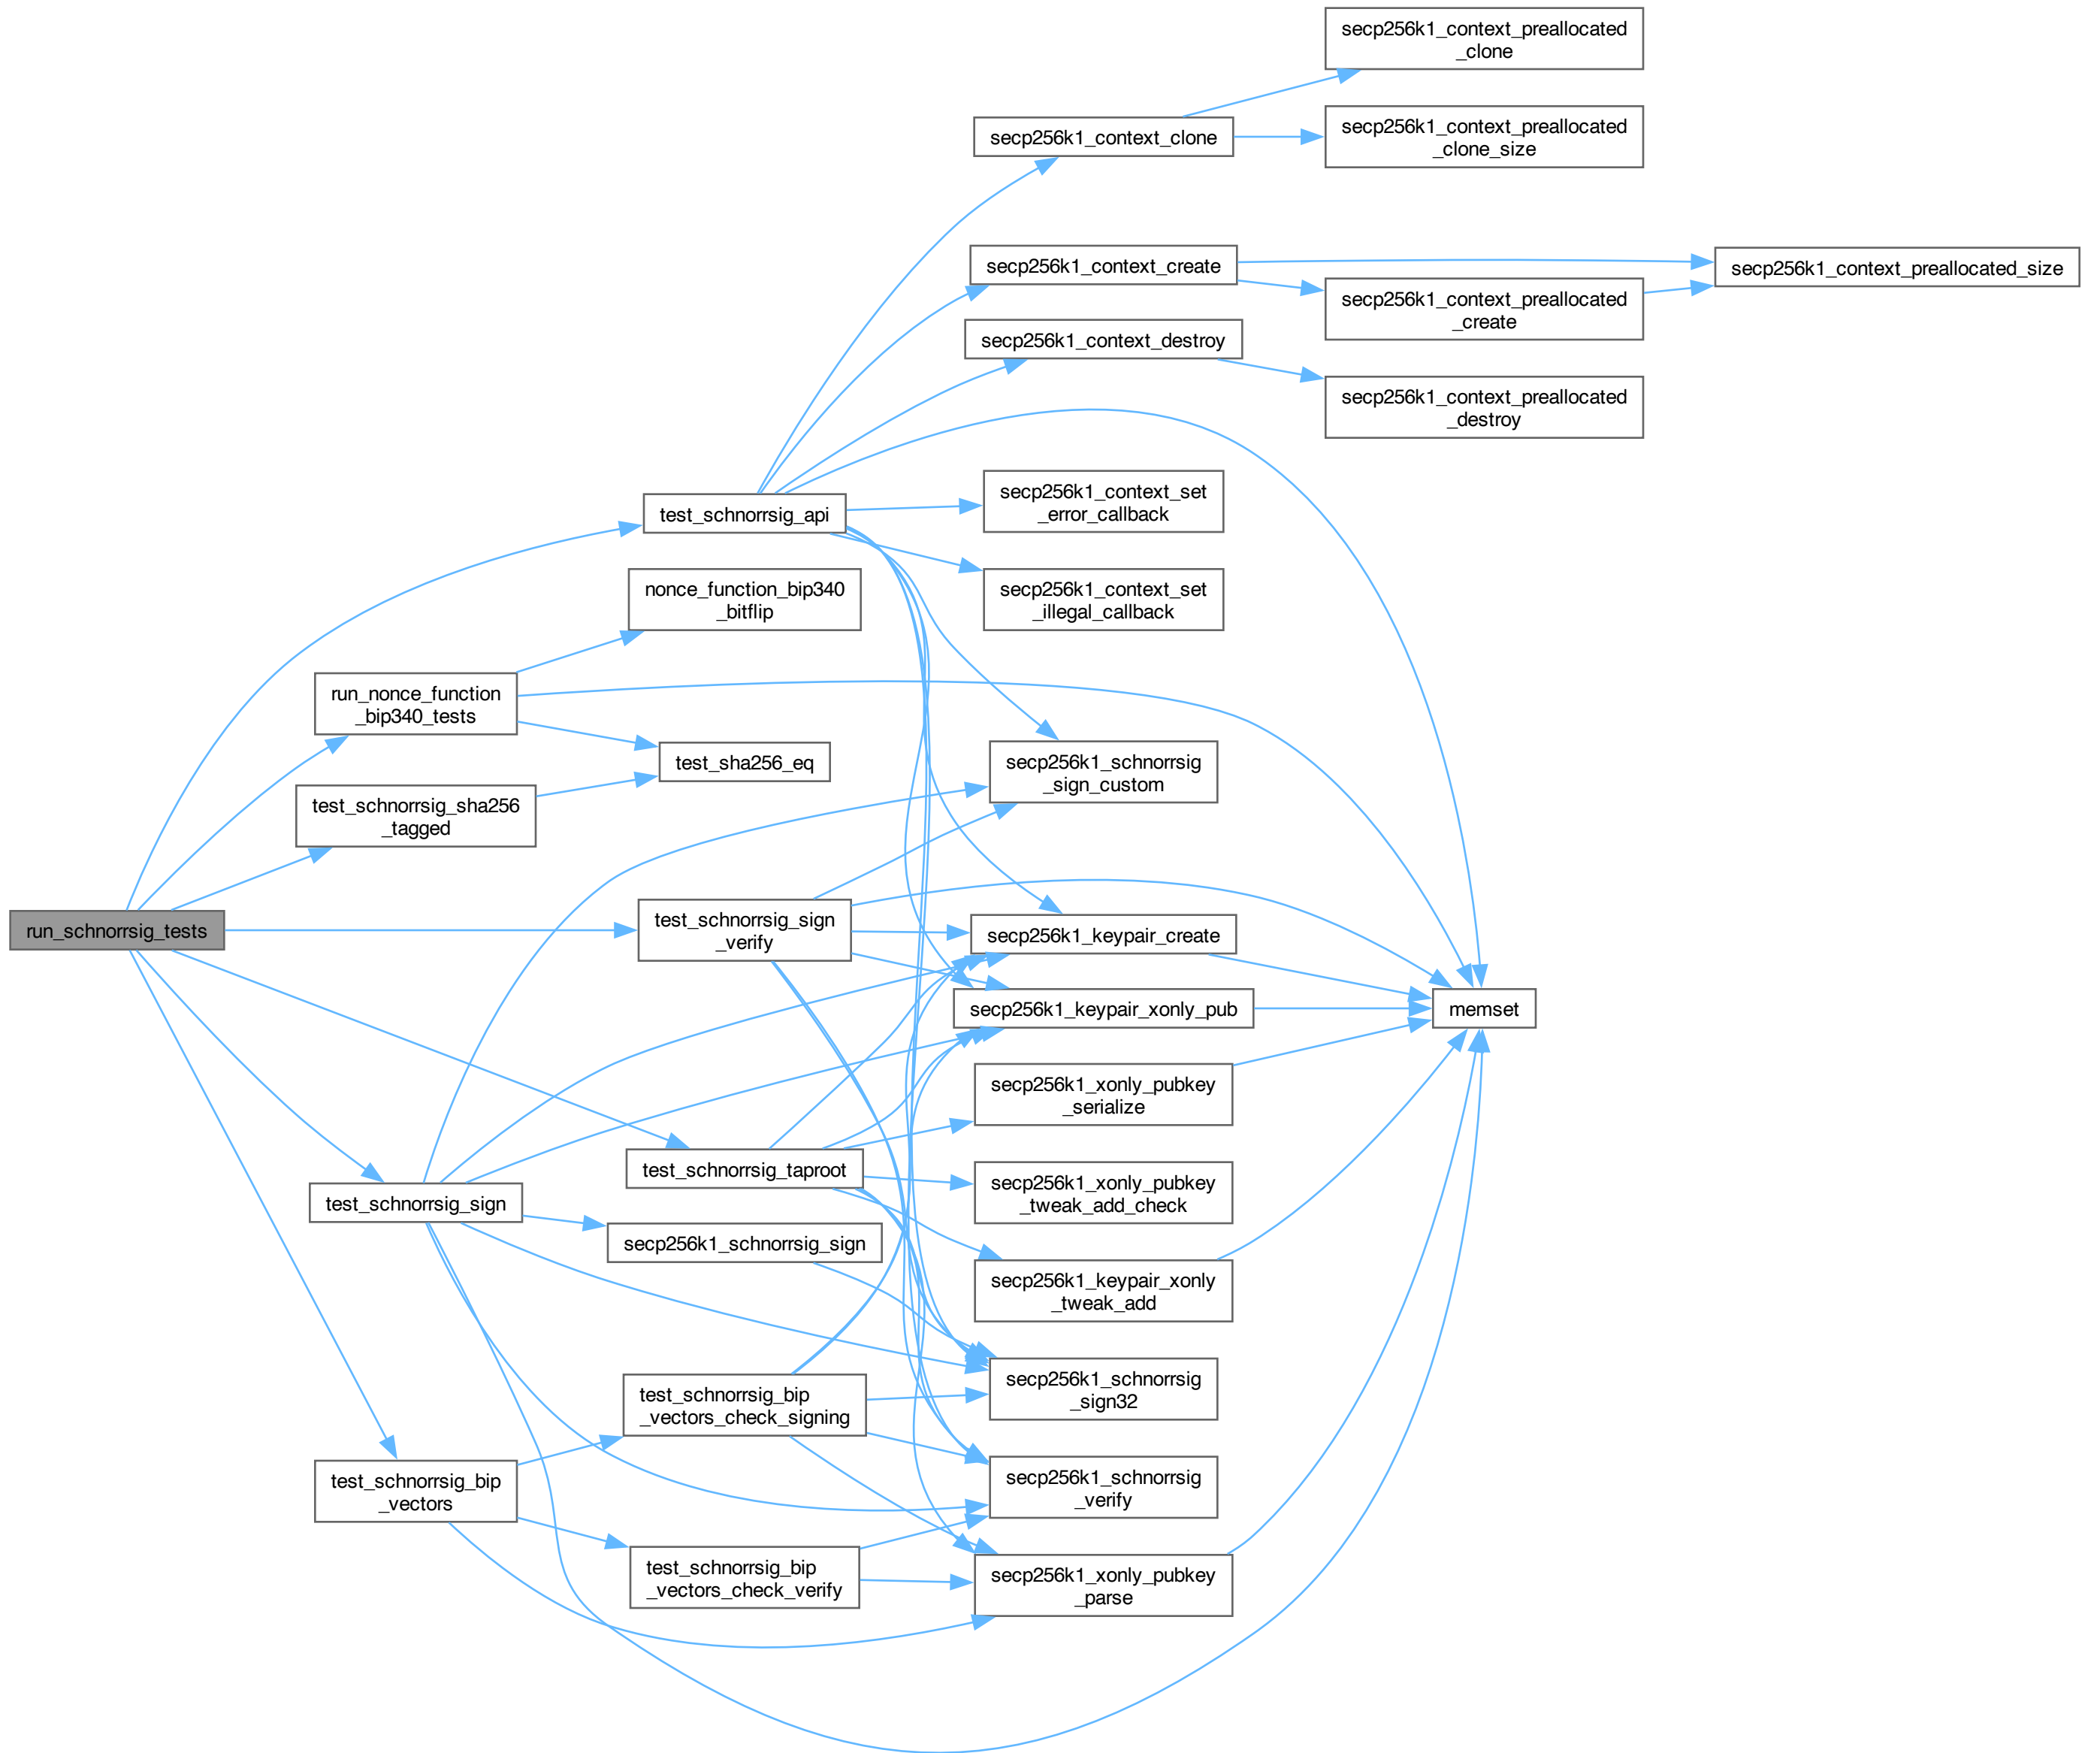 secp256k1_context_preallocated
_clone
secp256k1_context_clone
secp256k1_context_preallocated
_clone_size
secp256k1_context_create
secp256k1_context_preallocated_size
secp256k1_context_preallocated
_create
secp256k1_context_destroy
secp256k1_context_preallocated
_destroy
test_schnorrsig_api
secp256k1_context_set
_error_callback
nonce_function_bip340
_bitflip
secp256k1_context_set
_illegal_callback
run_nonce_function
_bip340_tests
test_sha256_eq
secp256k1_schnorrsig
_sign_custom
test_schnorrsig_sha256
_tagged
run_schnorrsig_tests
test_schnorrsig_sign
_verify
secp256k1_keypair_create
secp256k1_keypair_xonly_pub
memset
secp256k1_xonly_pubkey
_serialize
test_schnorrsig_taproot
secp256k1_xonly_pubkey
_tweak_add_check
test_schnorrsig_sign
secp256k1_schnorrsig_sign
secp256k1_keypair_xonly
_tweak_add
test_schnorrsig_bip
_vectors_check_signing
secp256k1_schnorrsig
_sign32
test_schnorrsig_bip
_vectors
secp256k1_schnorrsig
_verify
test_schnorrsig_bip
_vectors_check_verify
secp256k1_xonly_pubkey
_parse